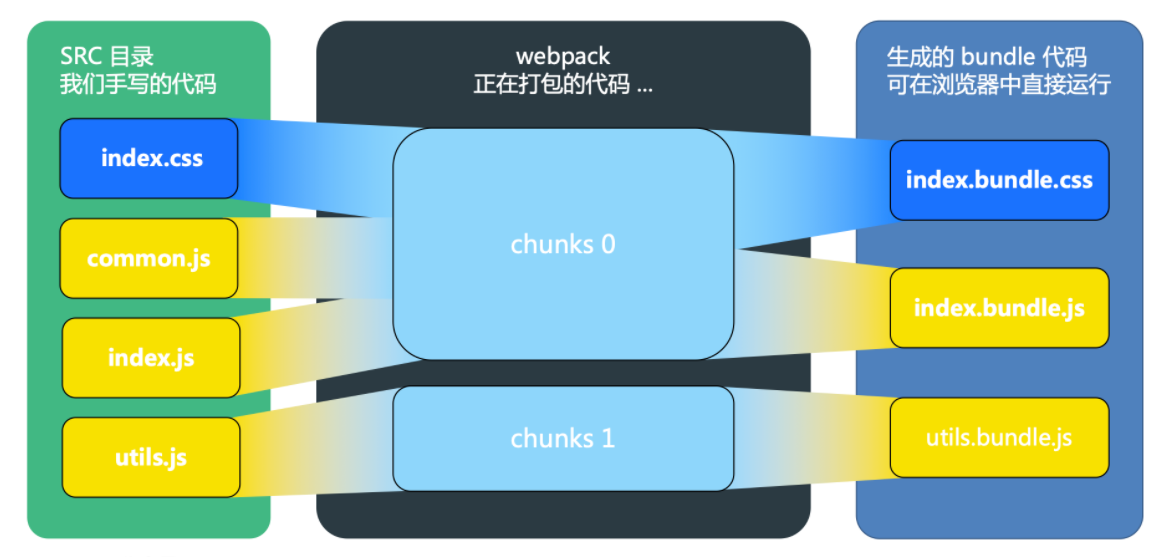 SRC 目录
我们手写的代码
index.css
common.js
index.js
utils.js
webpack
正在打包的代码 ...
chunks 0
chunks 1
生成的 bundle 代码
可在浏览器中直接运行
index.bundle.css
index.bundle.js
utils.bundle.js